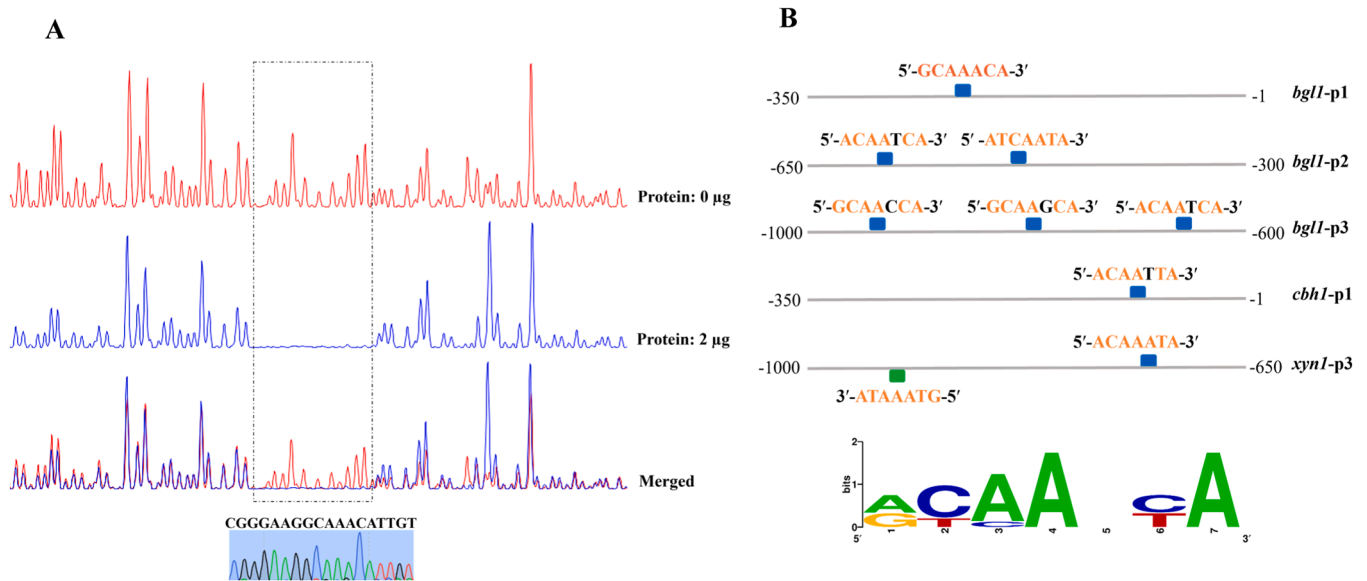 A
Protein: 0 µg
Protein: 2 µg
Merged
CGGGAAGGCAAACATTGT
B
5′-GCAAACA-3′
-350 -1 bgl1-p1
5′-ACAATCA-3′ 5′-ATCAATA-3′
-650 -300 bgl1-p2
5′-GCAACCA-3′ 5′-GCAAGCA-3′ 5′-ACAATCA-3′
-1000 -600 bgl1-p3
5′-ACAATTA-3′
-350 -1 cbh1-p1
5′-ACAAATA-3′
-1000 -650 xyn1-p3
3′-ATAAATG-5′
2
1
0
bits
A C A A C A
G T C T
5′ 1 2 3 4 5 6 7 3′